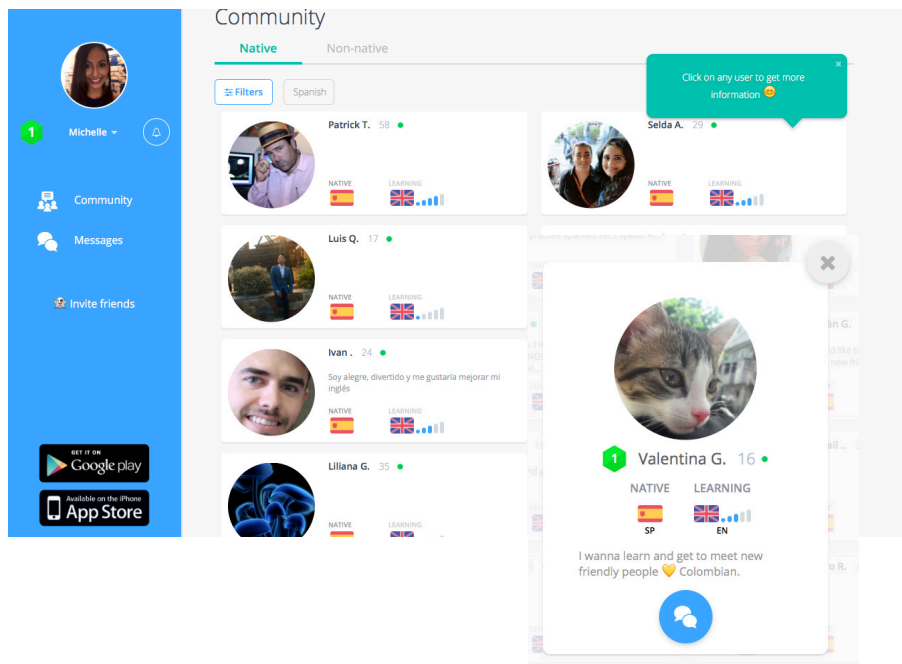 Community
Native Non-native
Filters Spanish
Click on any user to get more
information
×
1 Michelle
Community
Messages
Invite friends
GET IT ON
Google play
Available on the iPhone
App Store
Patrick T. 58
NATIVE LEARNING
Selda A. 29
NATIVE LEARNING
Luis Q. 17
NATIVE LEARNING
Ivan . 24
Soy alegre, divertido y me gustaría mejorar mi
inglés
NATIVE LEARNING
Liliana G. 35
NATIVE LEARNING
1 Valentina G. 16
NATIVE LEARNING
SP EN
I wanna learn and get to meet new
friendly people 💛 Colombian.